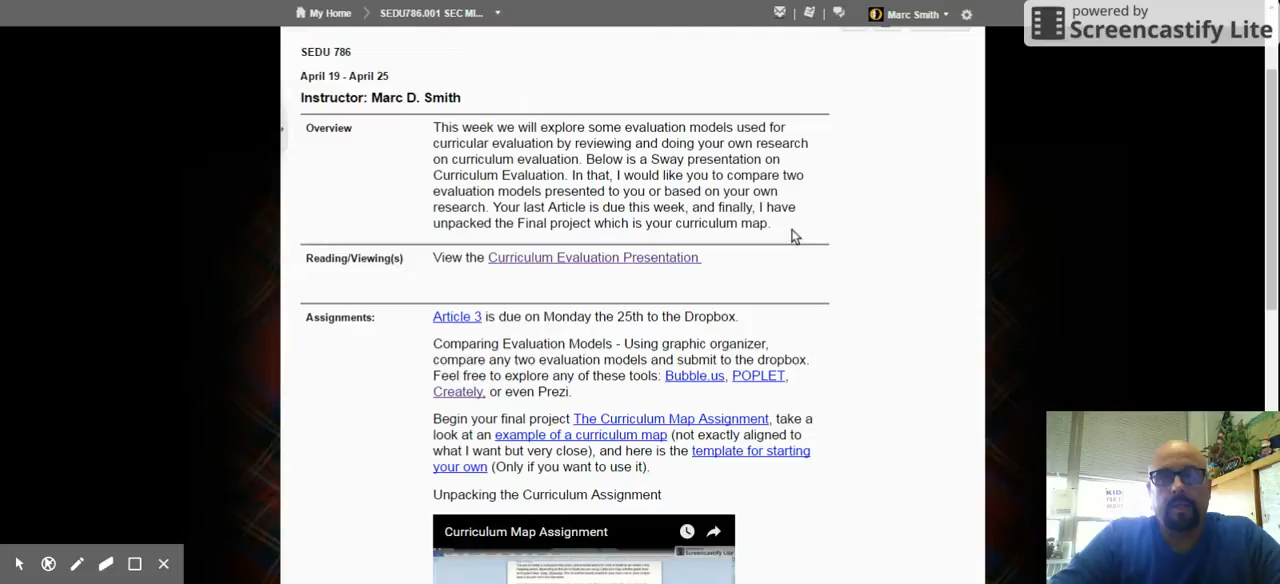 My Home
SEDU786.001 SEC MI...
Marc Smith
powered by
Screencastify Lite
SEDU 786
April 19 - April 25
Instructor: Marc D. Smith
Overview
This week we will explore some evaluation models used for
curricular evaluation by reviewing and doing your own research
on curriculum evaluation. Below is a Sway presentation on
Curriculum Evaluation. In that, I would like you to compare two
evaluation models presented to you or based on your own
research. Your last Article is due this week, and finally, I have
unpacked the Final project which is your curriculum map.
Reading/Viewing(s)
View the Curriculum Evaluation Presentation
Assignments:
Article 3 is due on Monday the 25th to the Dropbox.
Comparing Evaluation Models - Using graphic organizer,
compare any two evaluation models and submit to the dropbox.
Feel free to explore any of these tools: Bubble.us, POPLET,
Creately, or even Prezi.
Begin your final project The Curriculum Map Assignment, take a
look at an example of a curriculum map (not exactly aligned to
what I want but very close), and here is the template for starting
your own (Only if you want to use it).
Unpacking the Curriculum Assignment
Curriculum Map Assignment
Screencastify Lite
KID